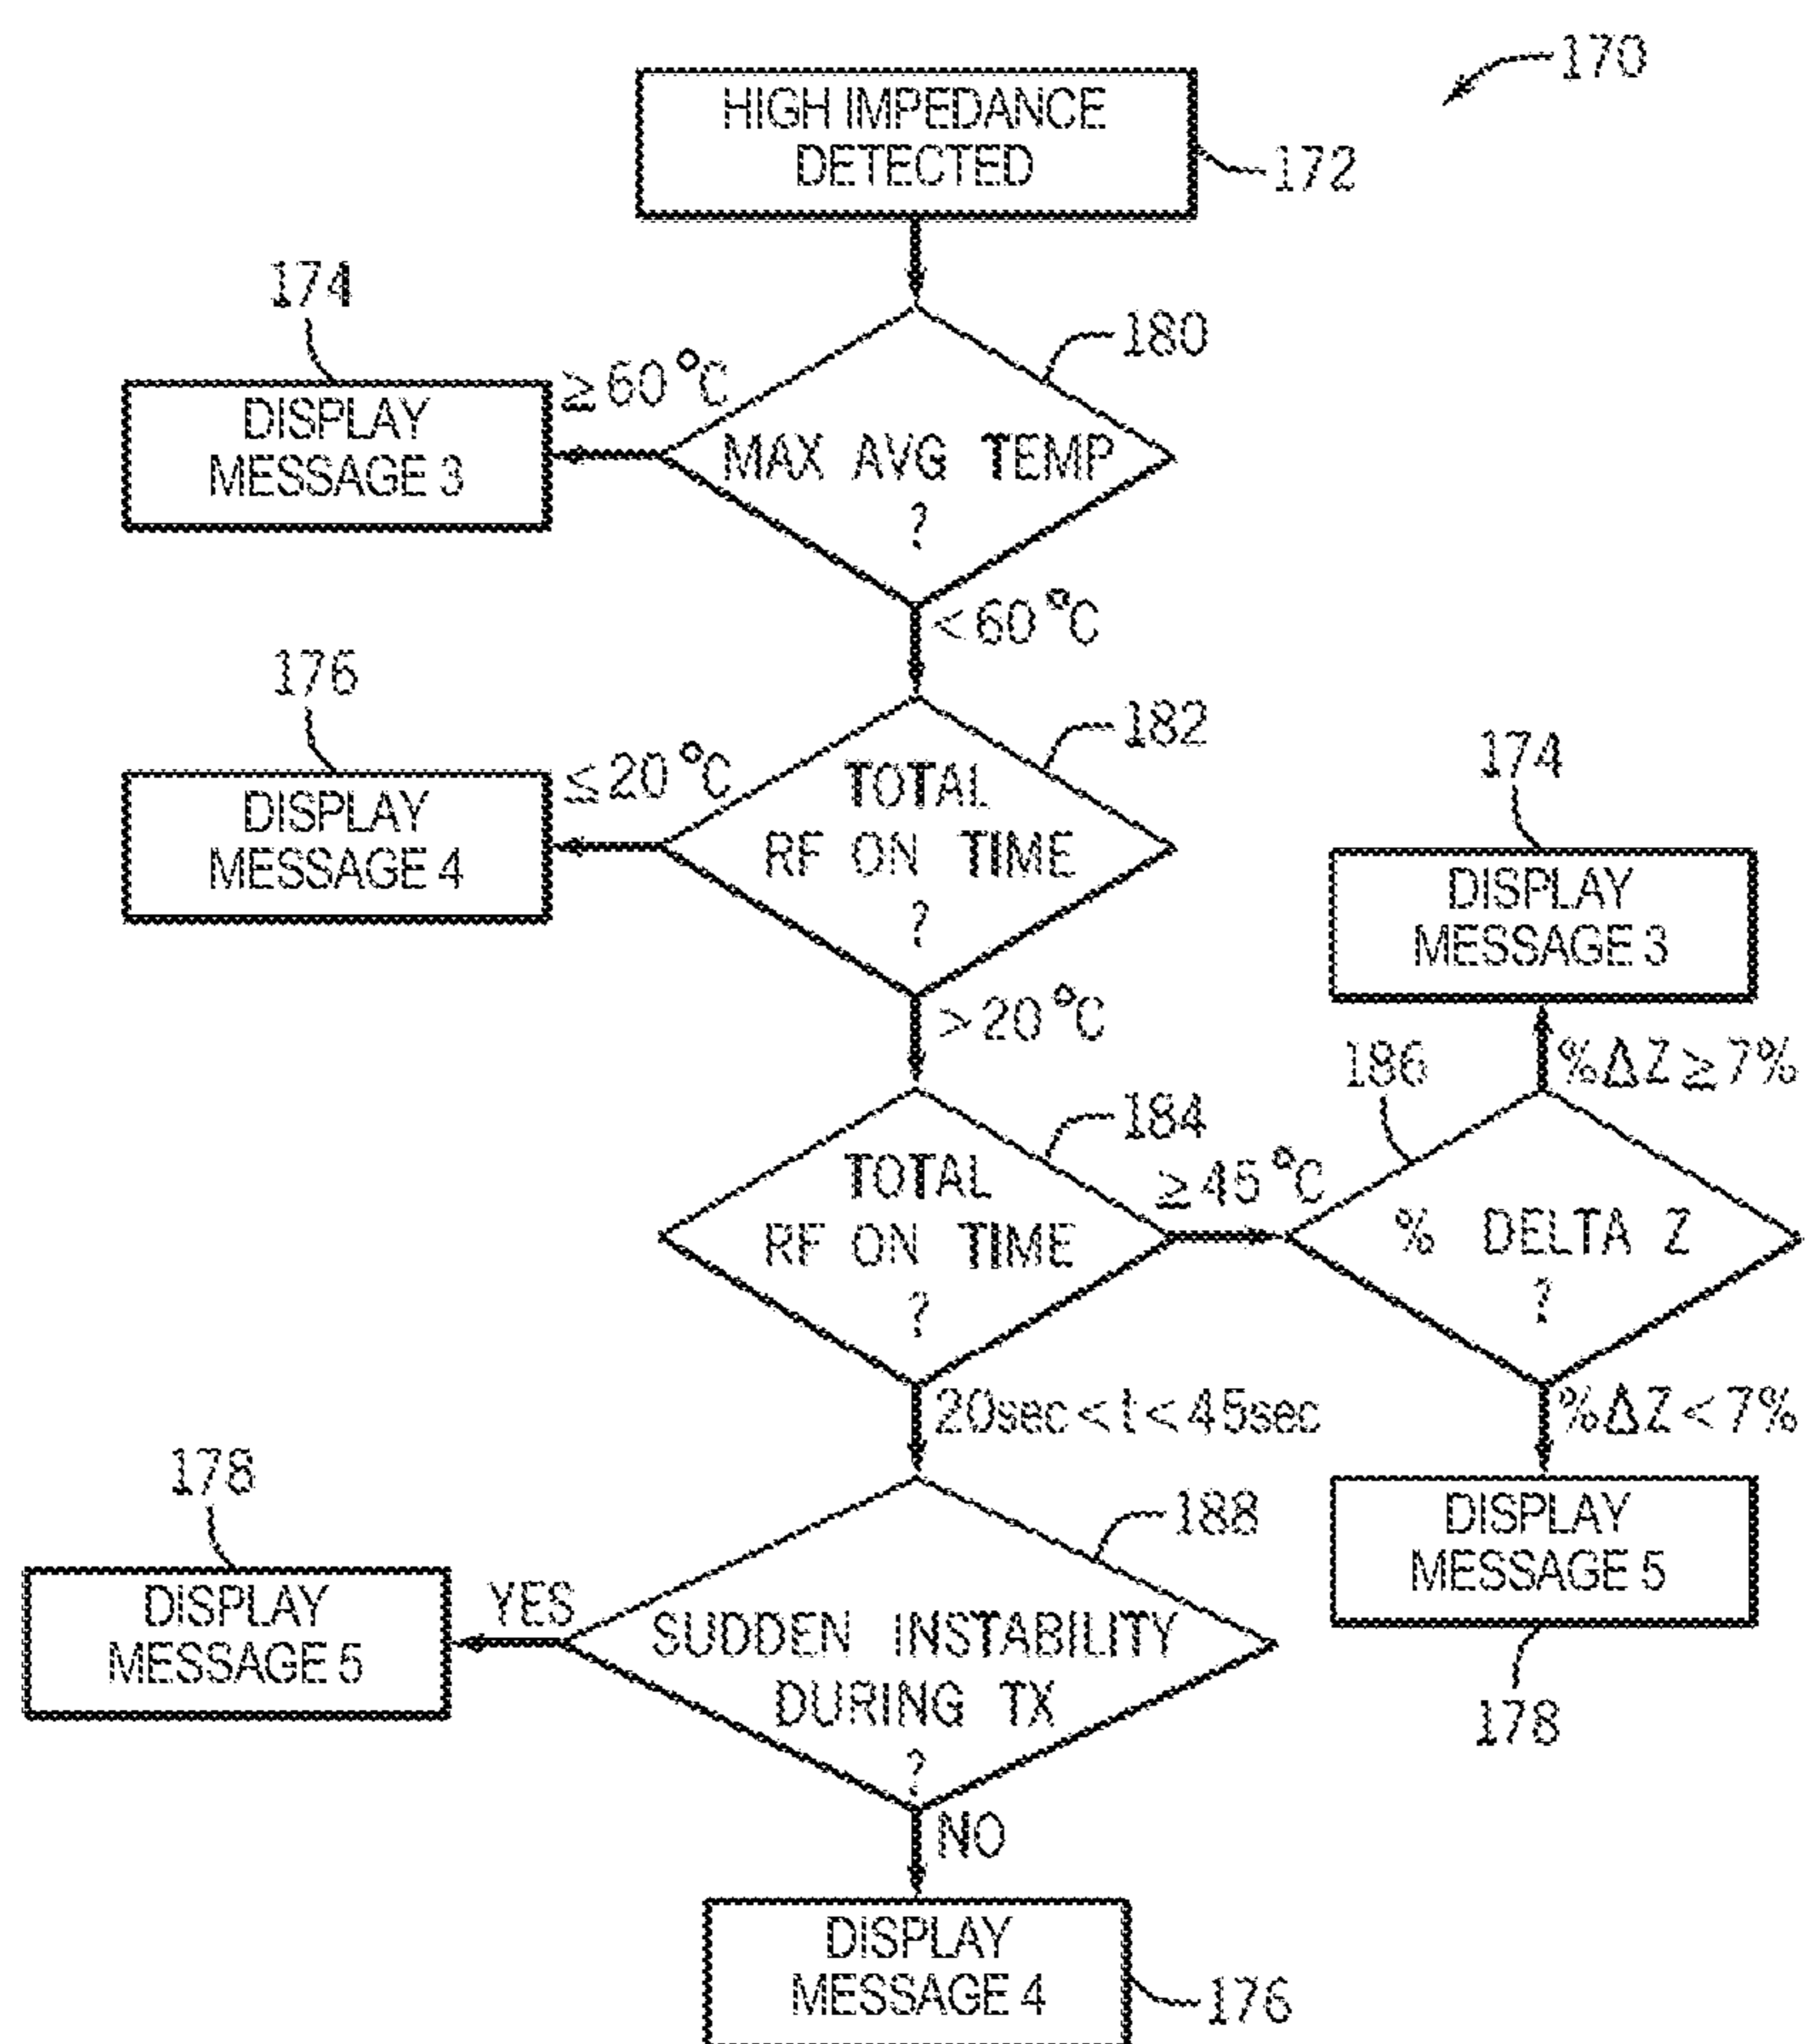 170
HIGH IMPEDANCE
DETECTED
172
174
180
≥60°C
DISPLAY
MESSAGE 3
MAX AVG TEMP
?
<60°C
176
182
≤20°C
DISPLAY
MESSAGE 4
TOTAL
RF ON TIME
?
174
DISPLAY
MESSAGE 3
>20°C
186
%ΔZ≥7%
184
≥45°C
TOTAL
RF ON TIME
?
% DELTA Z
?
20sec<t<45sec
%ΔZ<7%
178
188
DISPLAY
MESSAGE 5
178
YES
DISPLAY
MESSAGE 5
SUDDEN INSTABILITY
DURING TX
?
NO
DISPLAY
MESSAGE 4
176